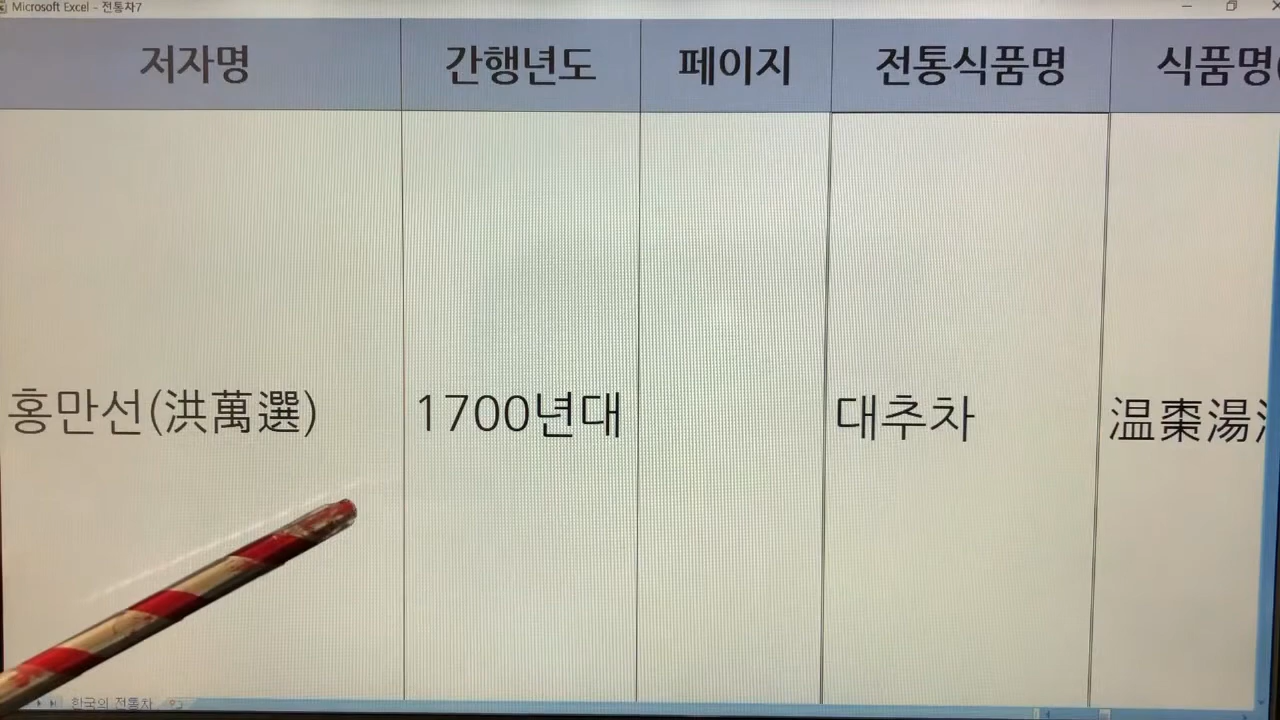 Microsoft Excel - 전통차7
저자명 간행년도 페이지 전통식품명 식품명(
홍만선(洪萬選) 1700년대 대추차 温棗湯
한국의 전통차